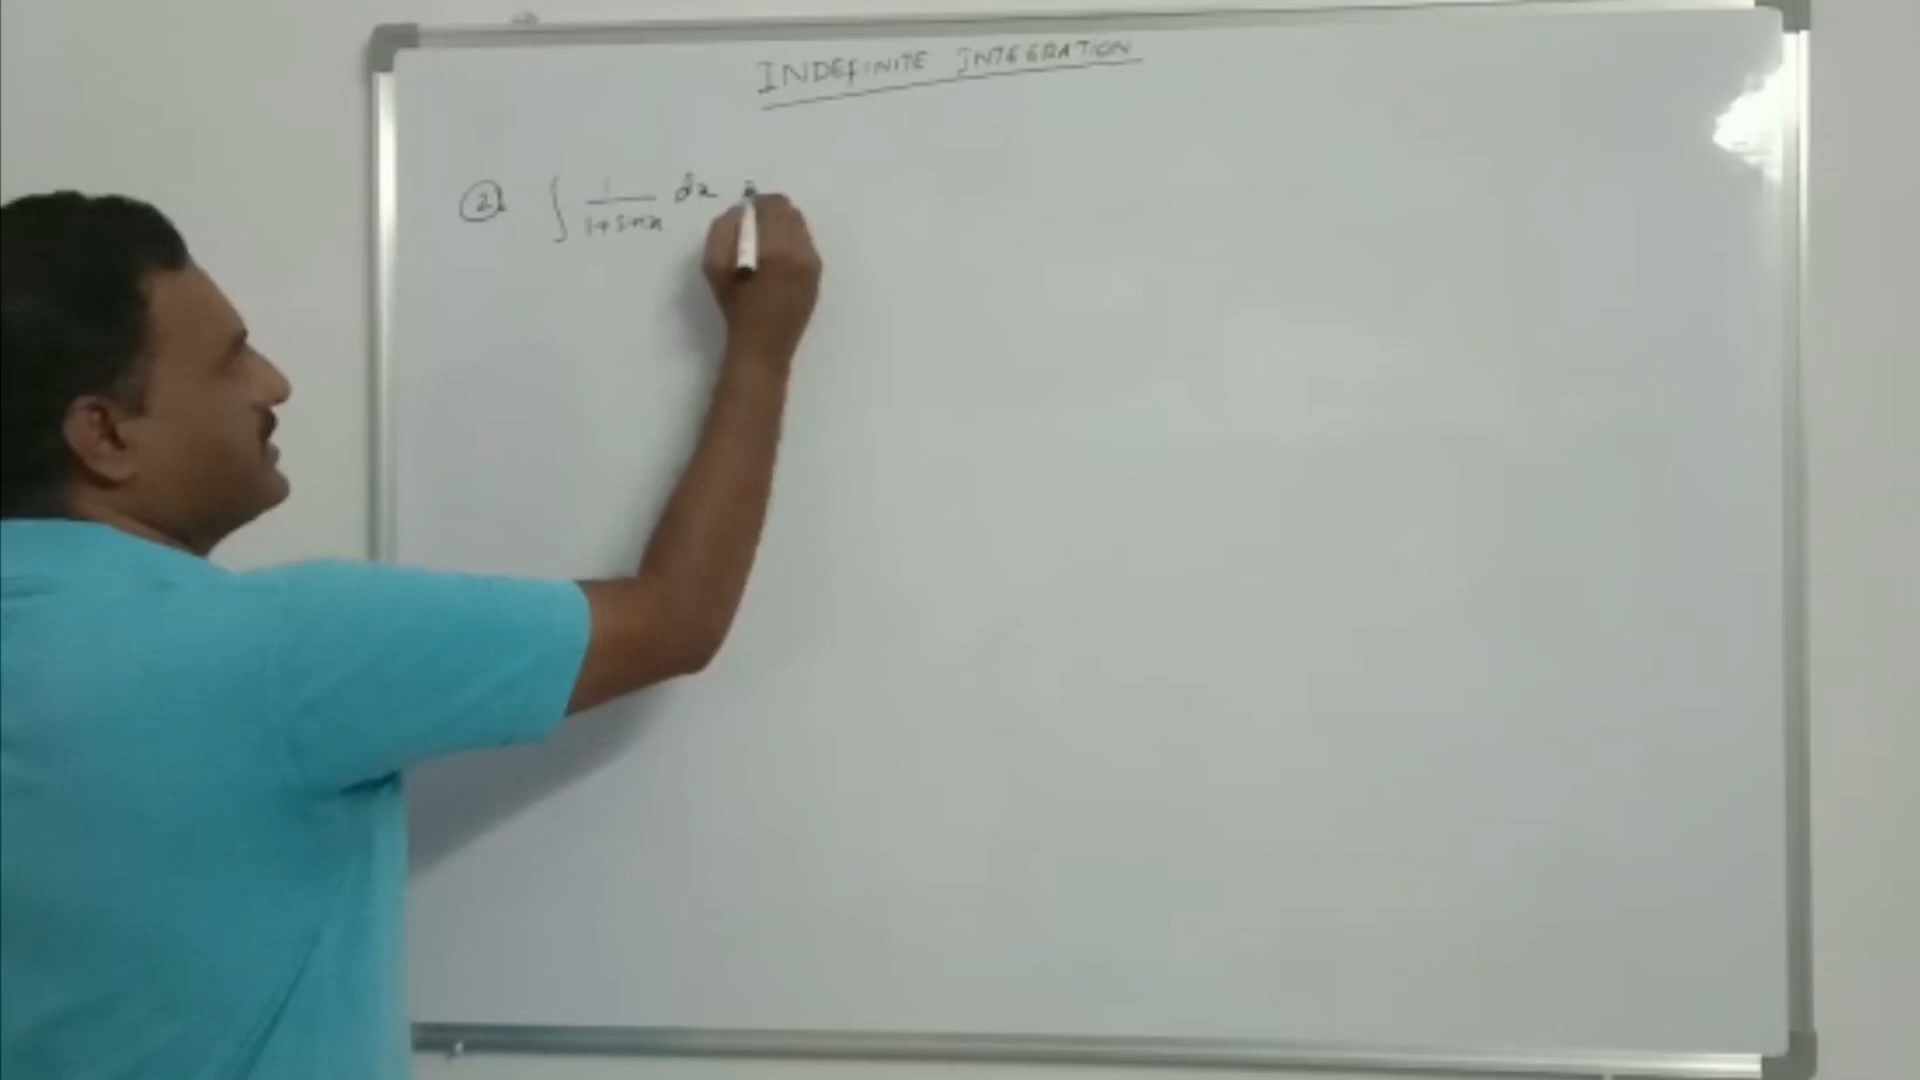 INDEFINITE INTEGRATION
② ∫ 1/(1+sinx) dx =